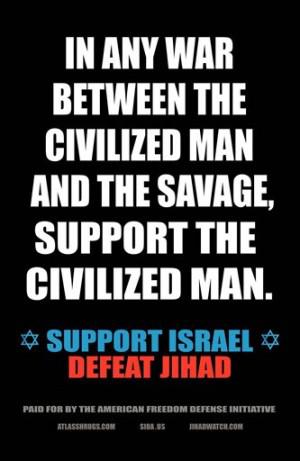 IN ANY WAR
BETWEEN THE
CIVILIZED MAN
AND THE SAVAGE,
SUPPORT THE
CIVILIZED MAN.
✡ SUPPORT ISRAEL ✡
DEFEAT JIHAD
PAID FOR BY THE AMERICAN FREEDOM DEFENSE INITIATIVE
ATLASSHRUGS.COM SIOA.US JIHADWATCH.COM